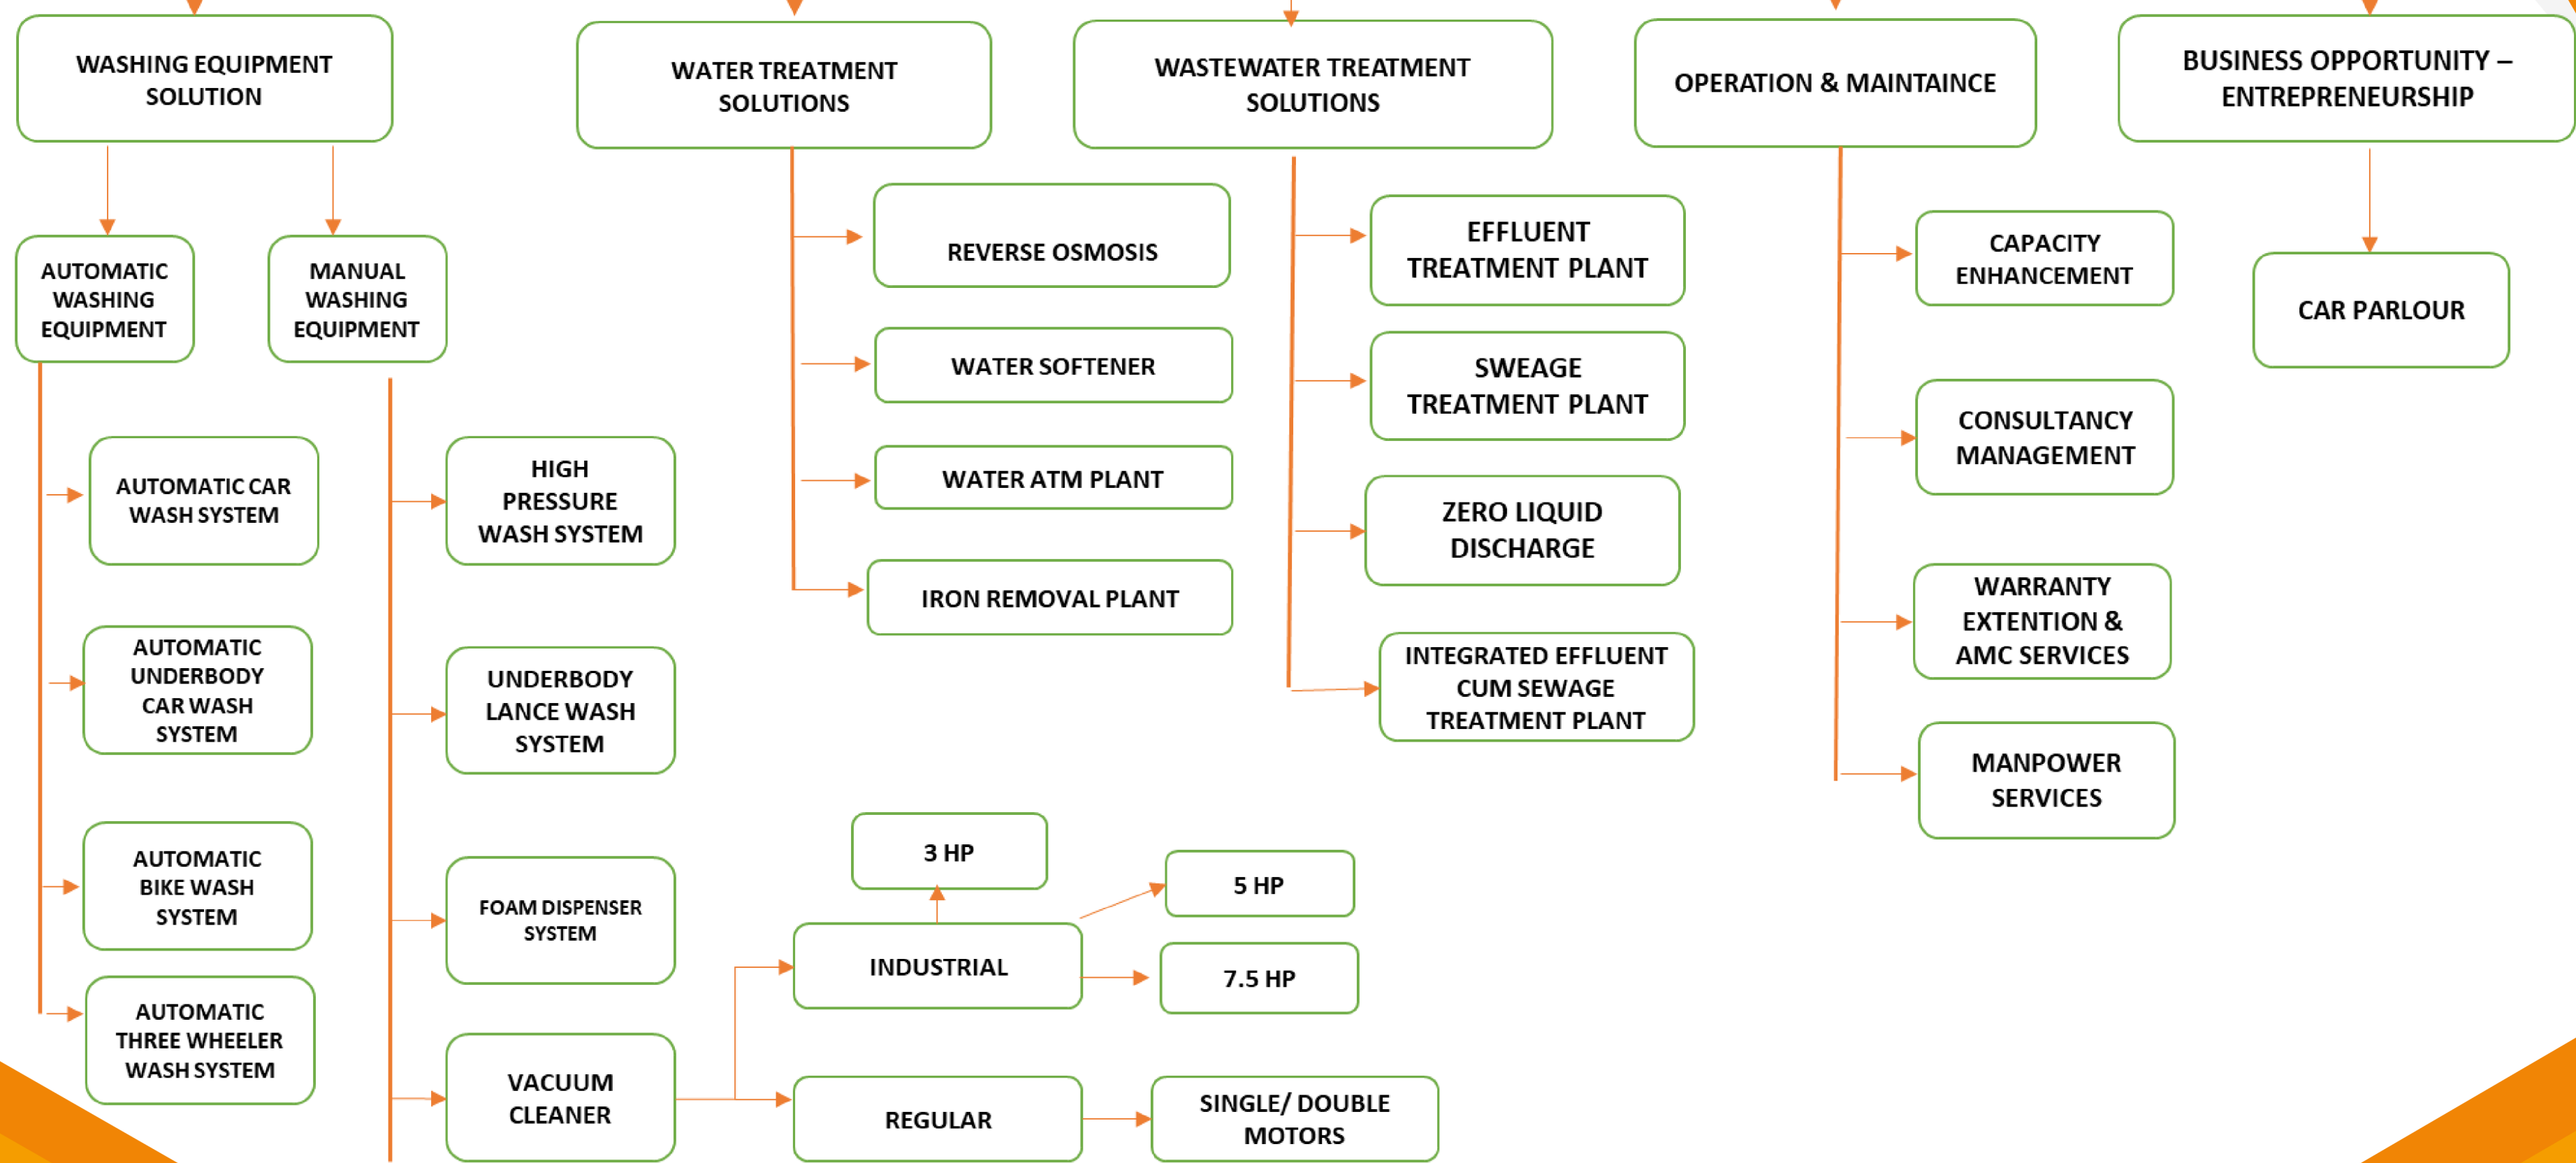 WASHING EQUIPMENT
SOLUTION
WATER TREATMENT
SOLUTIONS
WASTEWATER TREATMENT
SOLUTIONS
OPERATION & MAINTAINCE
BUSINESS OPPORTUNITY –
ENTREPRENEURSHIP
AUTOMATIC
WASHING
EQUIPMENT
MANUAL
WASHING
EQUIPMENT
AUTOMATIC CAR
WASH SYSTEM
AUTOMATIC
UNDERBODY
CAR WASH
SYSTEM
AUTOMATIC
BIKE WASH
SYSTEM
AUTOMATIC
THREE WHEELER
WASH SYSTEM
HIGH
PRESSURE
WASH SYSTEM
UNDERBODY
LANCE WASH
SYSTEM
FOAM DISPENSER
SYSTEM
VACUUM
CLEANER
INDUSTRIAL
3 HP
5 HP
7.5 HP
REGULAR
SINGLE/ DOUBLE
MOTORS
REVERSE OSMOSIS
WATER SOFTENER
WATER ATM PLANT
IRON REMOVAL PLANT
EFFLUENT
TREATMENT PLANT
SWEAGE
TREATMENT PLANT
ZERO LIQUID
DISCHARGE
INTEGRATED EFFLUENT
CUM SEWAGE
TREATMENT PLANT
CAPACITY
ENHANCEMENT
CONSULTANCY
MANAGEMENT
WARRANTY
EXTENTION &
AMC SERVICES
MANPOWER
SERVICES
CAR PARLOUR